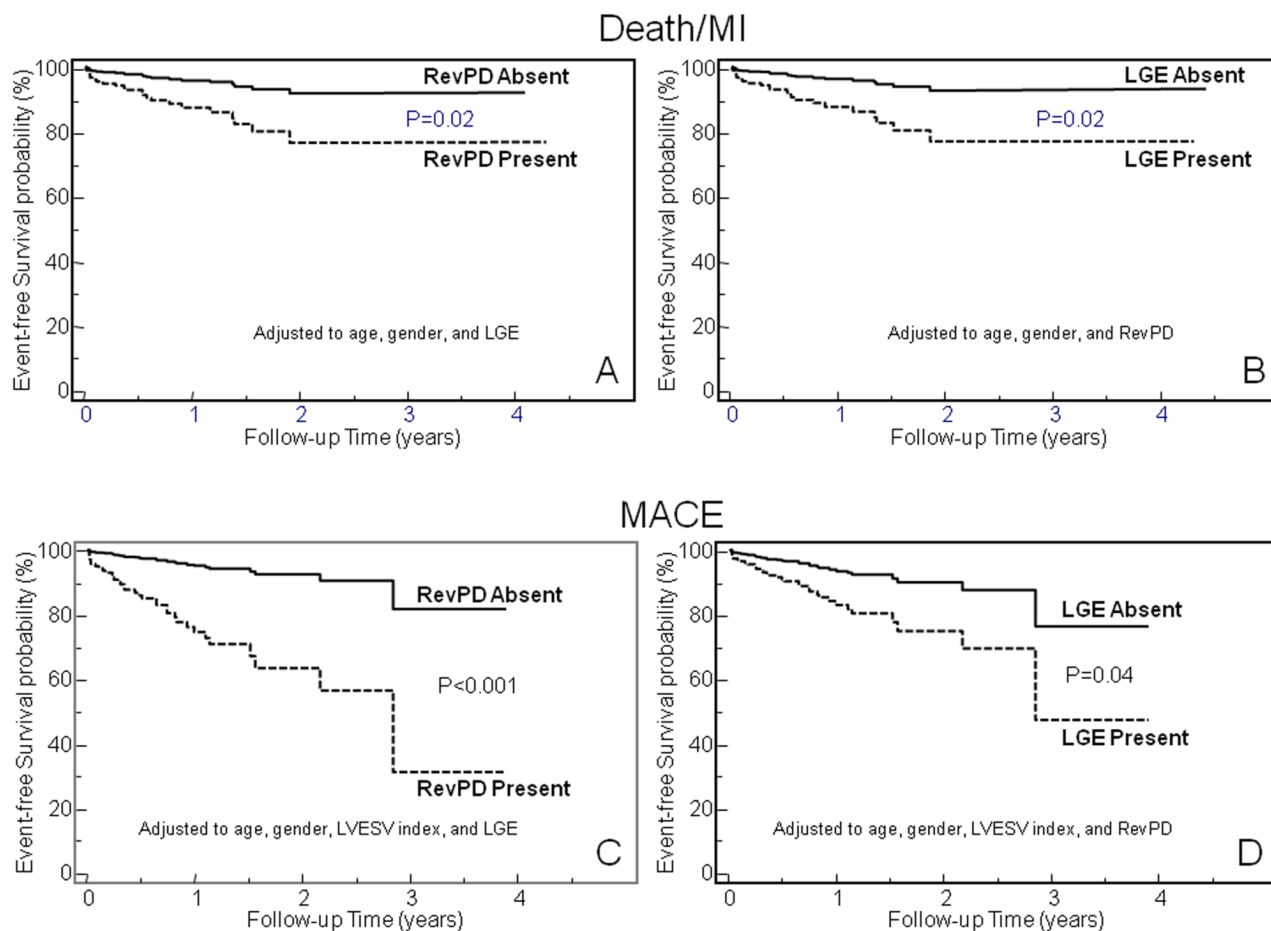 Death/MI
Event-free Survival probability (%)
100
80
60
40
20
0
RevPD Absent
P=0.02
RevPD Present
Adjusted to age, gender, and LGE
A
0 1 2 3 4
Follow-up Time (years)
Event-free Survival probability (%)
100
80
60
40
20
0
LGE Absent
P=0.02
LGE Present
Adjusted to age, gender, and RevPD
B
0 1 2 3 4
Follow-up Time (years)
MACE
Event-free Survival probability (%)
100
80
60
40
20
0
RevPD Absent
P<0.001
RevPD Present
Adjusted to age, gender, LVESV index, and LGE
C
0 1 2 3 4
Follow-up Time (years)
Event-free Survival probability (%)
100
80
60
40
20
0
LGE Absent
P=0.04
LGE Present
Adjusted to age, gender, LVESV index, and RevPD
D
0 1 2 3 4
Follow-up Time (years)